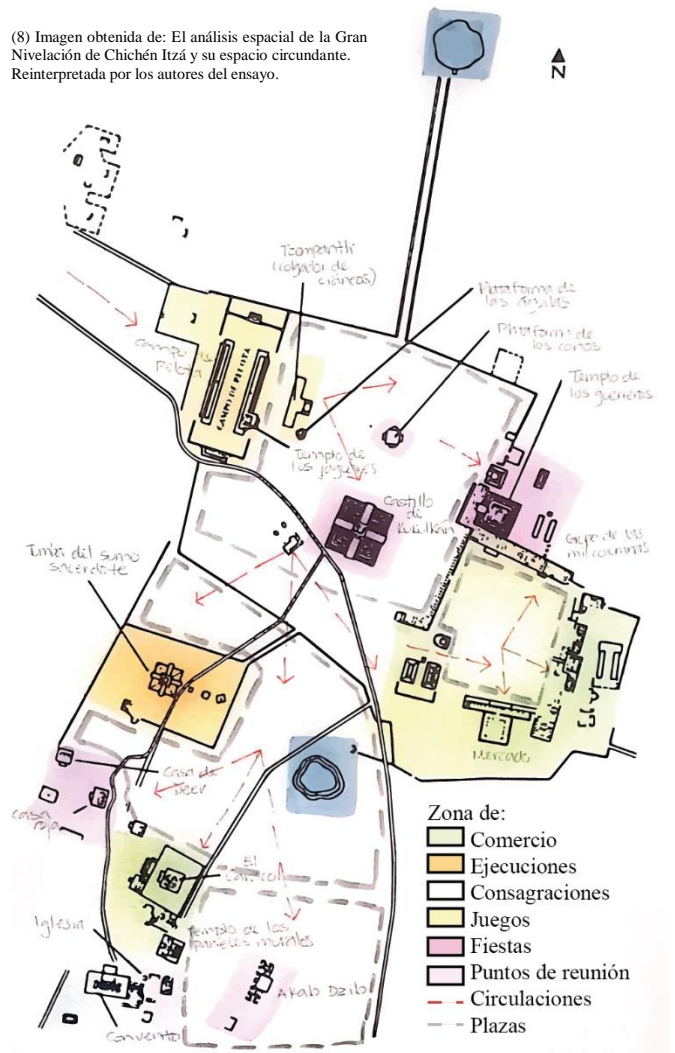 (8) Imagen obtenida de: El análisis espacial de la Gran
Nivelación de Chichén Itzá y su espacio circundante.
Reinterpretada por los autores del ensayo.
N
Tzompantli
(colgador de
cráneos)
Plataforma de
las águilas
Plataforma de
los
Templo de
los guerreros
Campo de
Pelota
CAMPO DE PELOTA
Templo de
los jaguares
Castillo
de
Kukulkán
Grupo de las
mil columnas
Tumba del sumo
sacerdote
Mercado
Casa de
Casa
roja
El
Caracol
Iglesia
Templo de los
paneles murales
Akab Dzib
Convento
Zona de:
Comercio
Ejecuciones
Consagraciones
Juegos
Fiestas
Puntos de reunión
Circulaciones
Plazas